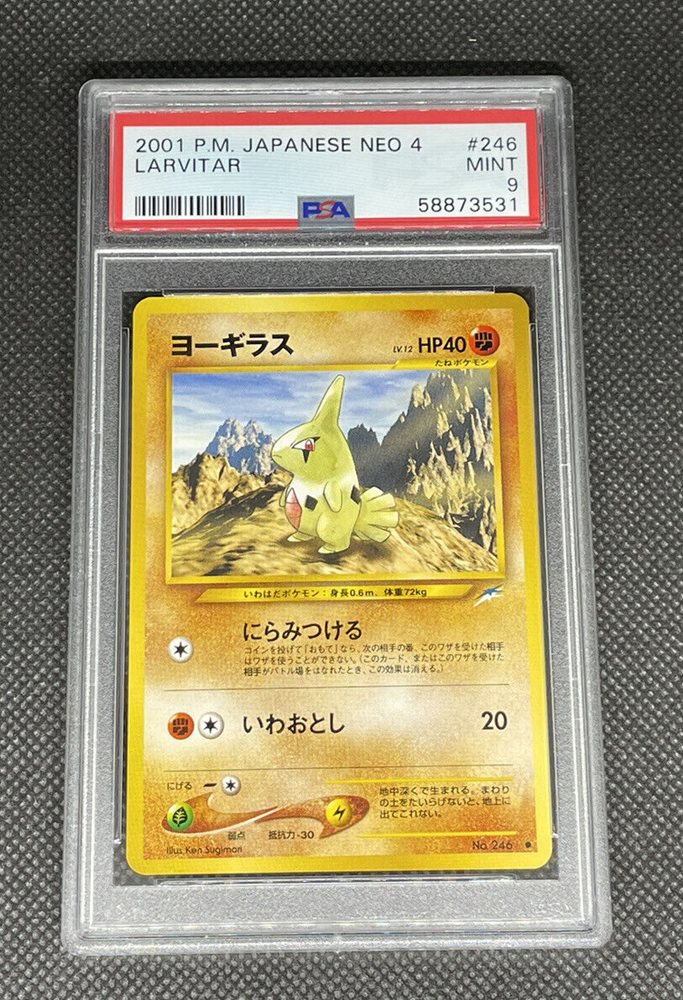 2001 P.M. JAPANESE NEO 4 #246
LARVITAR MINT
9
PSA 58873531
ヨーギラス LV.12 HP40
たねポケモン
いわはだポケモン：身長0.6m、体重72kg
にらみつける
コインを投げて「おもて」なら、次の相手の番、このワザを受けた相手
はワザを使うことができない。（このカード、またはこのワザを受けた
相手がバトル場をはなれたとき、この効果は消える。）
いわおとし 20
にげる
弱点 抵抗力 -30
地中深くで生まれる。まわり
の土をたいらげないと、地上に
出てこれない。
Illus. Ken Sugimori
No. 246